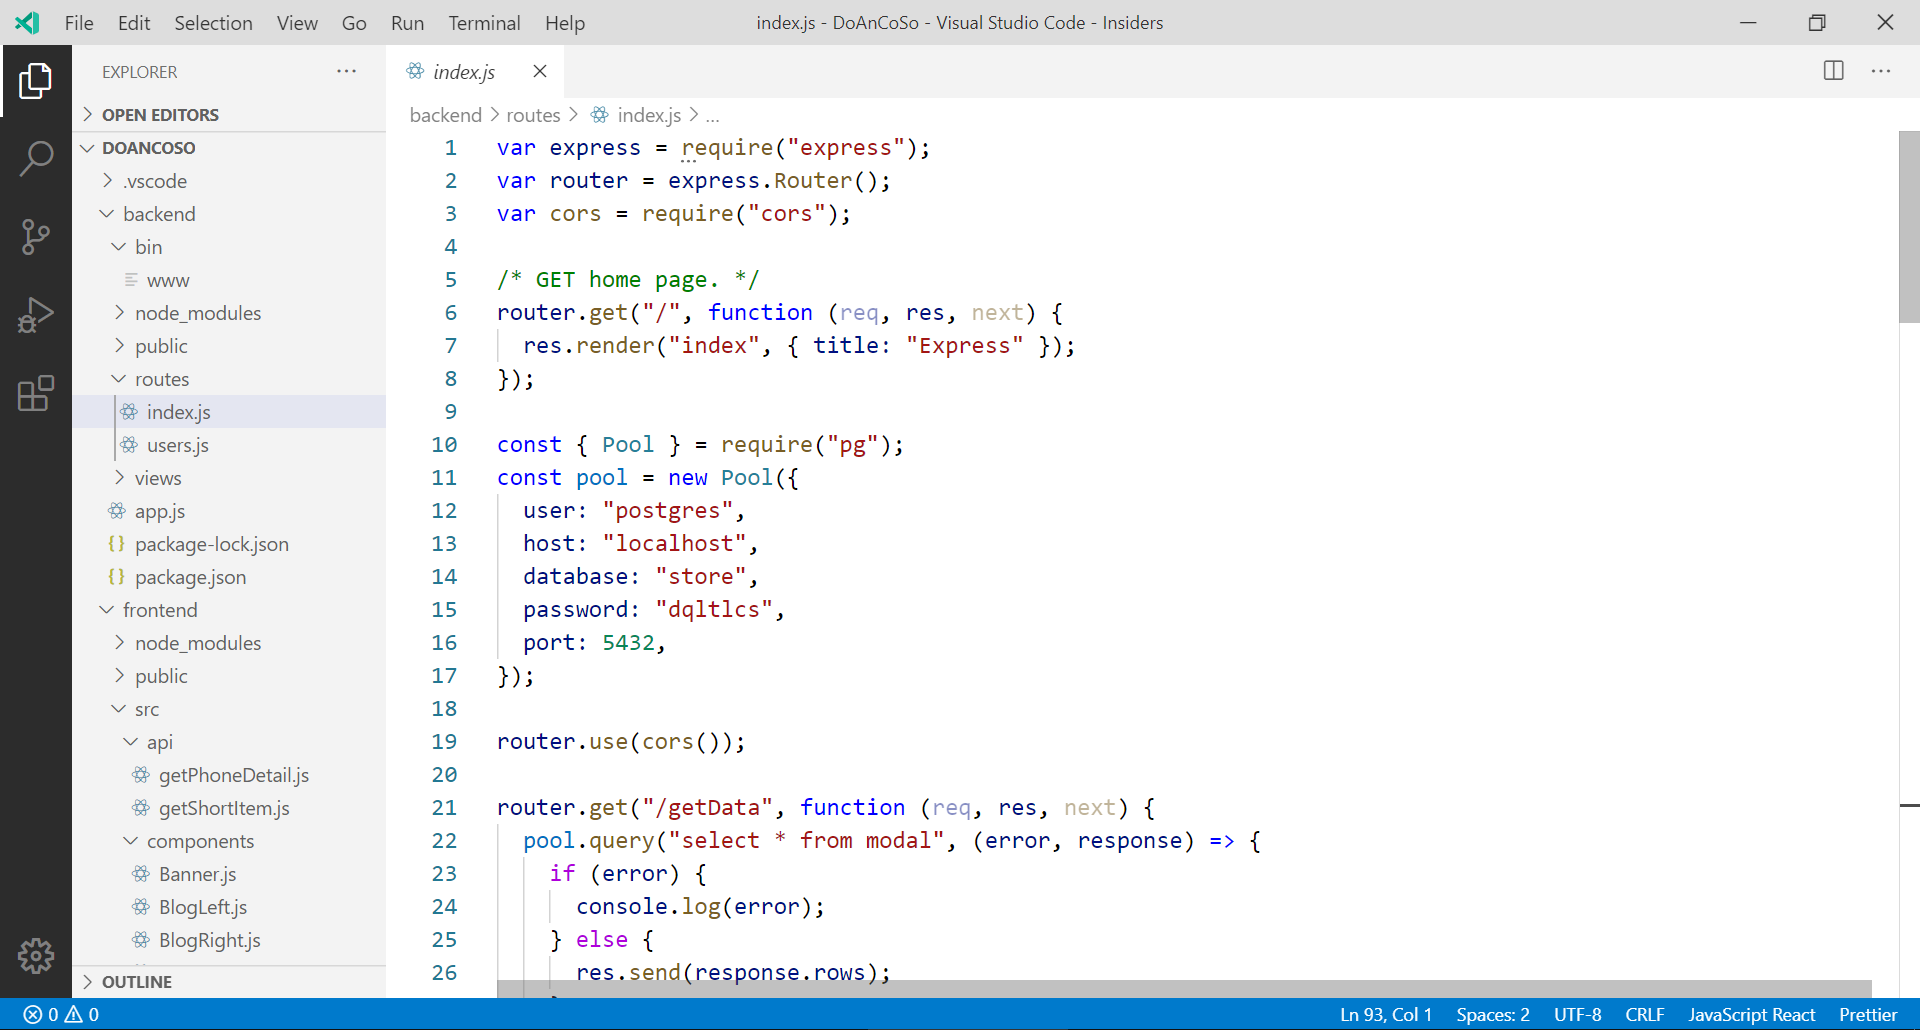 File Edit Selection View Go Run Terminal Help
index.js - DoAnCoSo - Visual Studio Code - Insiders
EXPLORER
OPEN EDITORS
DOANCOSO
.vscode
backend
bin
www
node_modules
public
routes
index.js
users.js
views
app.js
package-lock.json
package.json
frontend
node_modules
public
src
api
getPhoneDetail.js
getShortItem.js
components
Banner.js
BlogLeft.js
BlogRight.js
OUTLINE
index.js
backend > routes > index.js > ...
1 var express = require("express");
2 var router = express.Router();
3 var cors = require("cors");
4
5 /* GET home page. */
6 router.get("/", function (req, res, next) {
7   res.render("index", { title: "Express" });
8 });
9
10 const { Pool } = require("pg");
11 const pool = new Pool({
12   user: "postgres",
13   host: "localhost",
14   database: "store",
15   password: "dqltlcs",
16   port: 5432,
17 });
18
19 router.use(cors());
20
21 router.get("/getData", function (req, res, next) {
22   pool.query("select * from modal", (error, response) => {
23     if (error) {
24       console.log(error);
25     } else {
26       res.send(response.rows);
0 0
Ln 93, Col 1 Spaces: 2 UTF-8 CRLF JavaScript React Prettier